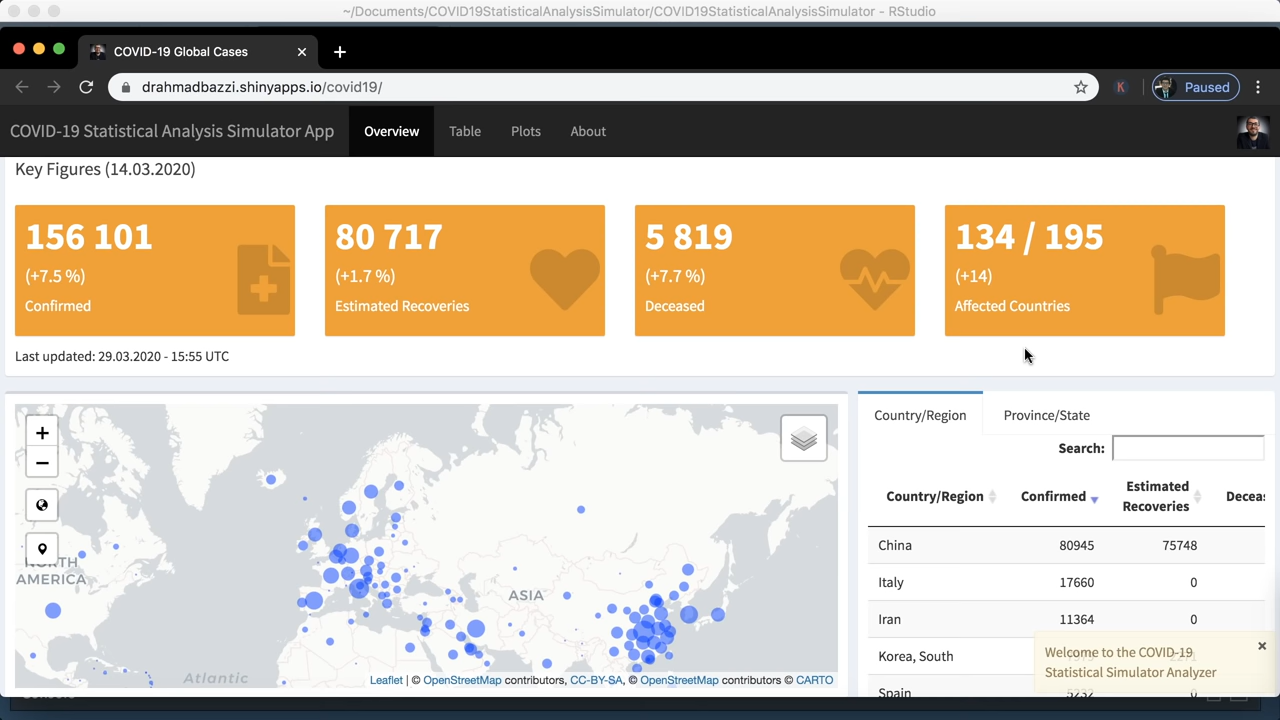 ~/Documents/COVID19StatisticalAnalysisSimulator/COVID19StatisticalAnalysisSimulator - RStudio
COVID-19 Global Cases
drahmadbazzi.shinyapps.io/covid19/
K
Paused
COVID-19 Statistical Analysis Simulator App
Overview
Table
Plots
About
Key Figures (14.03.2020)
156 101
(+7.5 %)
Confirmed
80 717
(+1.7 %)
Estimated Recoveries
5 819
(+7.7 %)
Deceased
134 / 195
(+14)
Affected Countries
Last updated: 29.03.2020 - 15:55 UTC
+
−
NORTH
AMERICA
ASIA
Atlantic
Leaflet | © OpenStreetMap contributors, CC-BY-SA, © OpenStreetMap contributors © CARTO
Country/Region
Province/State
Search:
Country/Region Confirmed Estimated Recoveries Deceas
China 80945 75748
Italy 17660 0
Iran 11364 0
Korea, South
Spain 5232 0
Welcome to the COVID-19
Statistical Simulator Analyzer